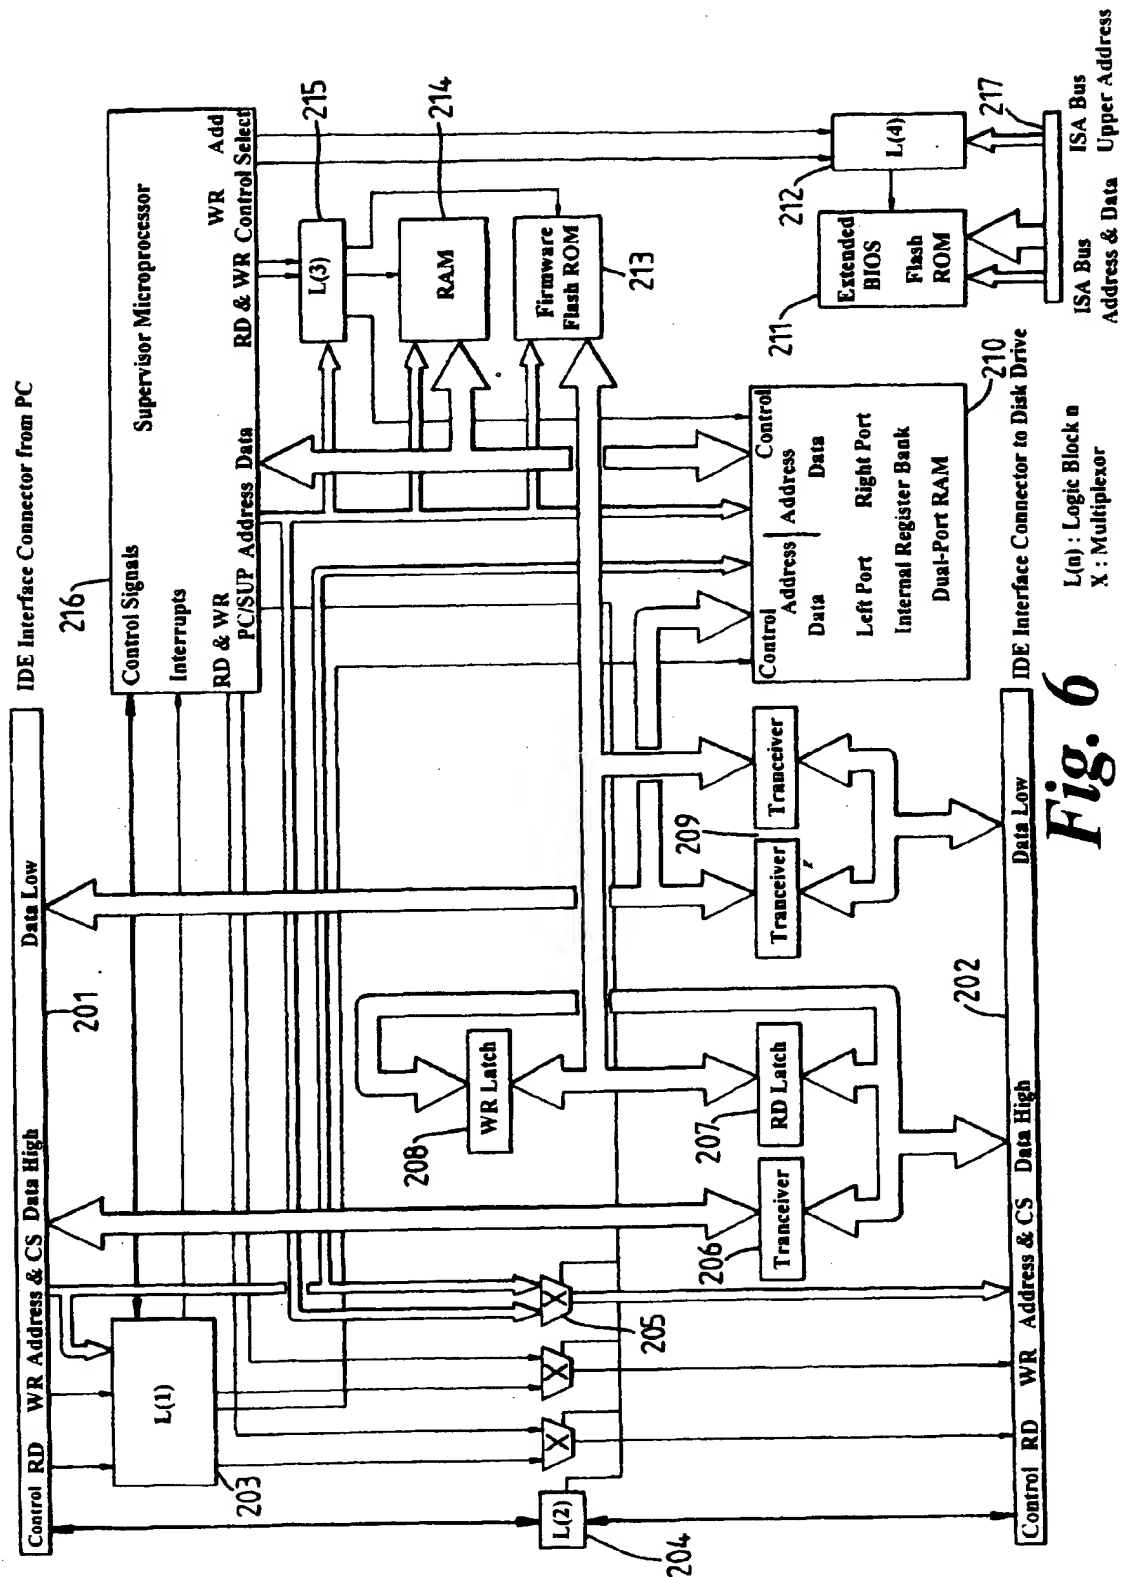 IDE Interface Connector from PC
Control RD WR Address & CS Data High Data Low
201
216
Supervisor Microprocessor
Control Signals
Interrupts
RD & WR
PC/SUP Address Data
WR Add
RD & WR Control Select
L(1)
203
L(3)
215
RAM
214
Firmware
Flash ROM
213
WR Latch
208
L(2)
204
X
X
X
205
Tranceiver
206
RD Latch
207
Tranceiver
209
Tranceiver
Control Control
Address Address
Data Data
Left Port Right Port
Internal Register Bank
Dual-Port RAM
210
Extended
BIOS
Flash
ROM
211
L(4)
212
217
ISA Bus
Address & Data
ISA Bus
Upper Address
Control RD WR Address & CS Data High Data Low
202
IDE Interface Connector to Disk Drive
L(n) : Logic Block n
X : Multiplexor
Fig. 6